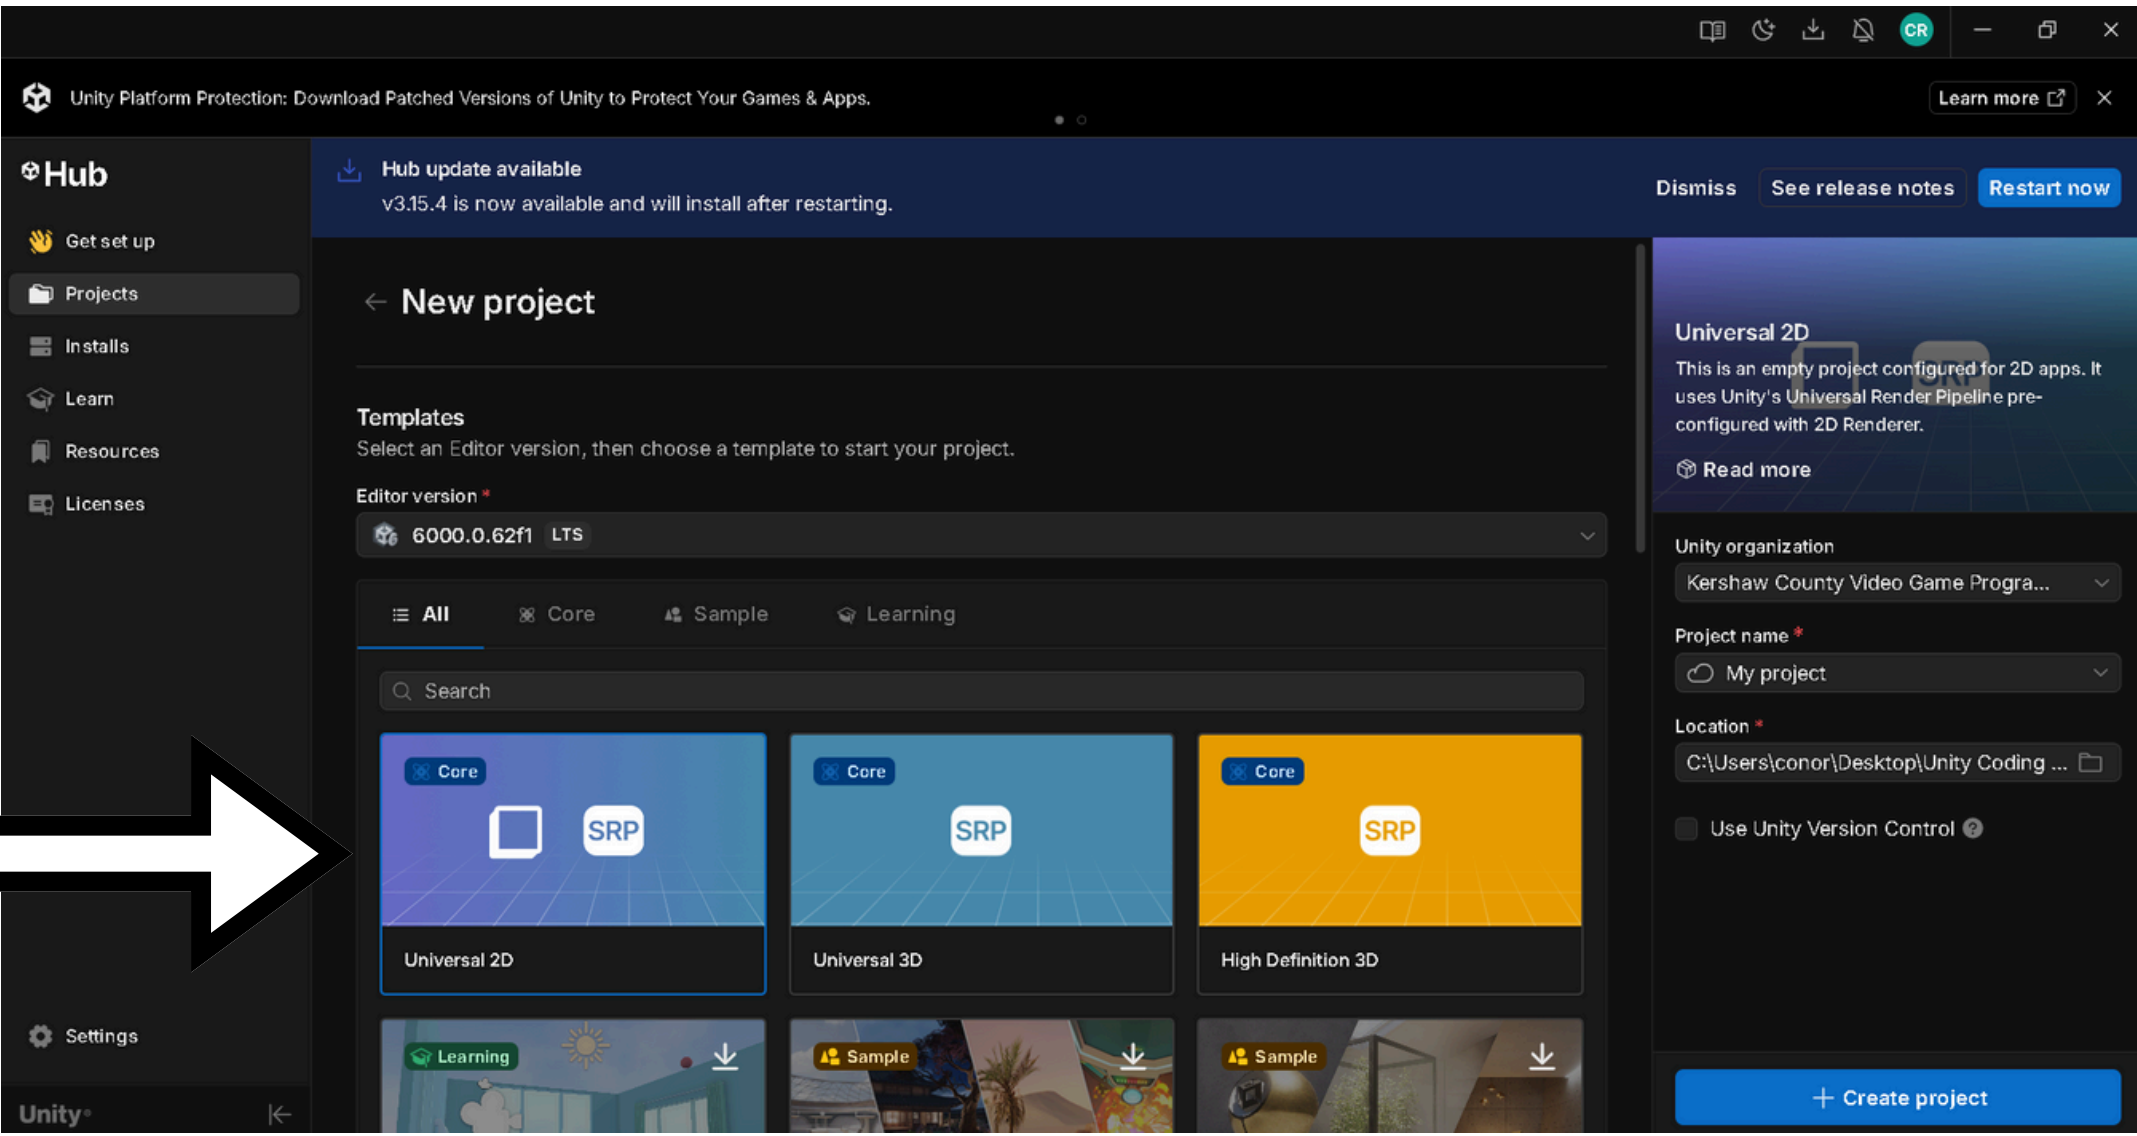 CR
Unity Platform Protection: Download Patched Versions of Unity to Protect Your Games & Apps.
Learn more
Hub
Hub update available
v3.15.4 is now available and will install after restarting.
Dismiss
See release notes
Restart now
Get set up
Projects
Installs
Learn
Resources
Licenses
Settings
Unity
New project
Templates
Select an Editor version, then choose a template to start your project.
Editor version *
6000.0.62f1 LTS
All
Core
Sample
Learning
Search
Core
SRP
Universal 2D
Core
SRP
Universal 3D
Core
SRP
High Definition 3D
Learning
Sample
Sample
Universal 2D
SRP
This is an empty project configured for 2D apps. It
uses Unity's Universal Render Pipeline pre-
configured with 2D Renderer.
Read more
Unity organization
Kershaw County Video Game Progra...
Project name *
My project
Location *
C:\Users\conor\Desktop\Unity Coding ...
Use Unity Version Control ?
+ Create project